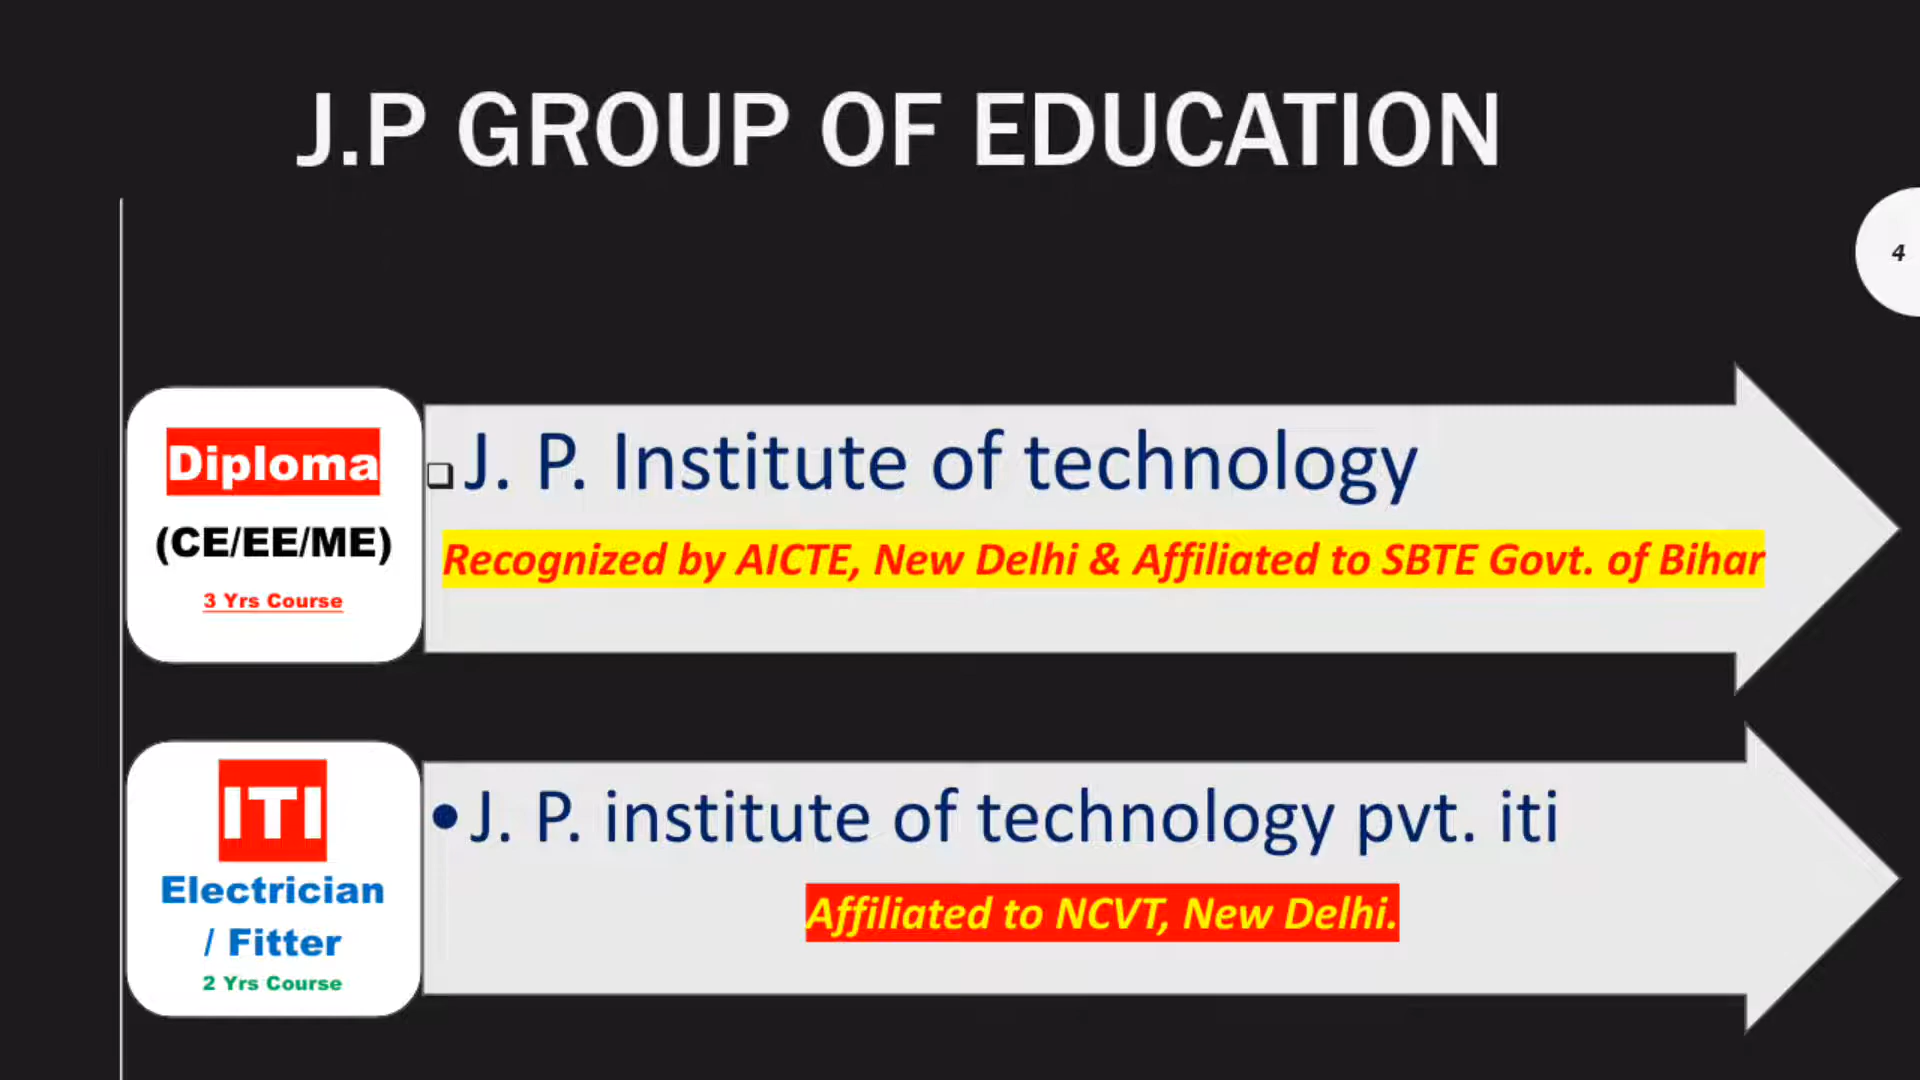 J.P GROUP OF EDUCATION
4
Diploma
(CE/EE/ME)
3 Yrs Course
J. P. Institute of technology
Recognized by AICTE, New Delhi & Affiliated to SBTE Govt. of Bihar
ITI
Electrician
/ Fitter
2 Yrs Course
J. P. institute of technology pvt. iti
Affiliated to NCVT, New Delhi.